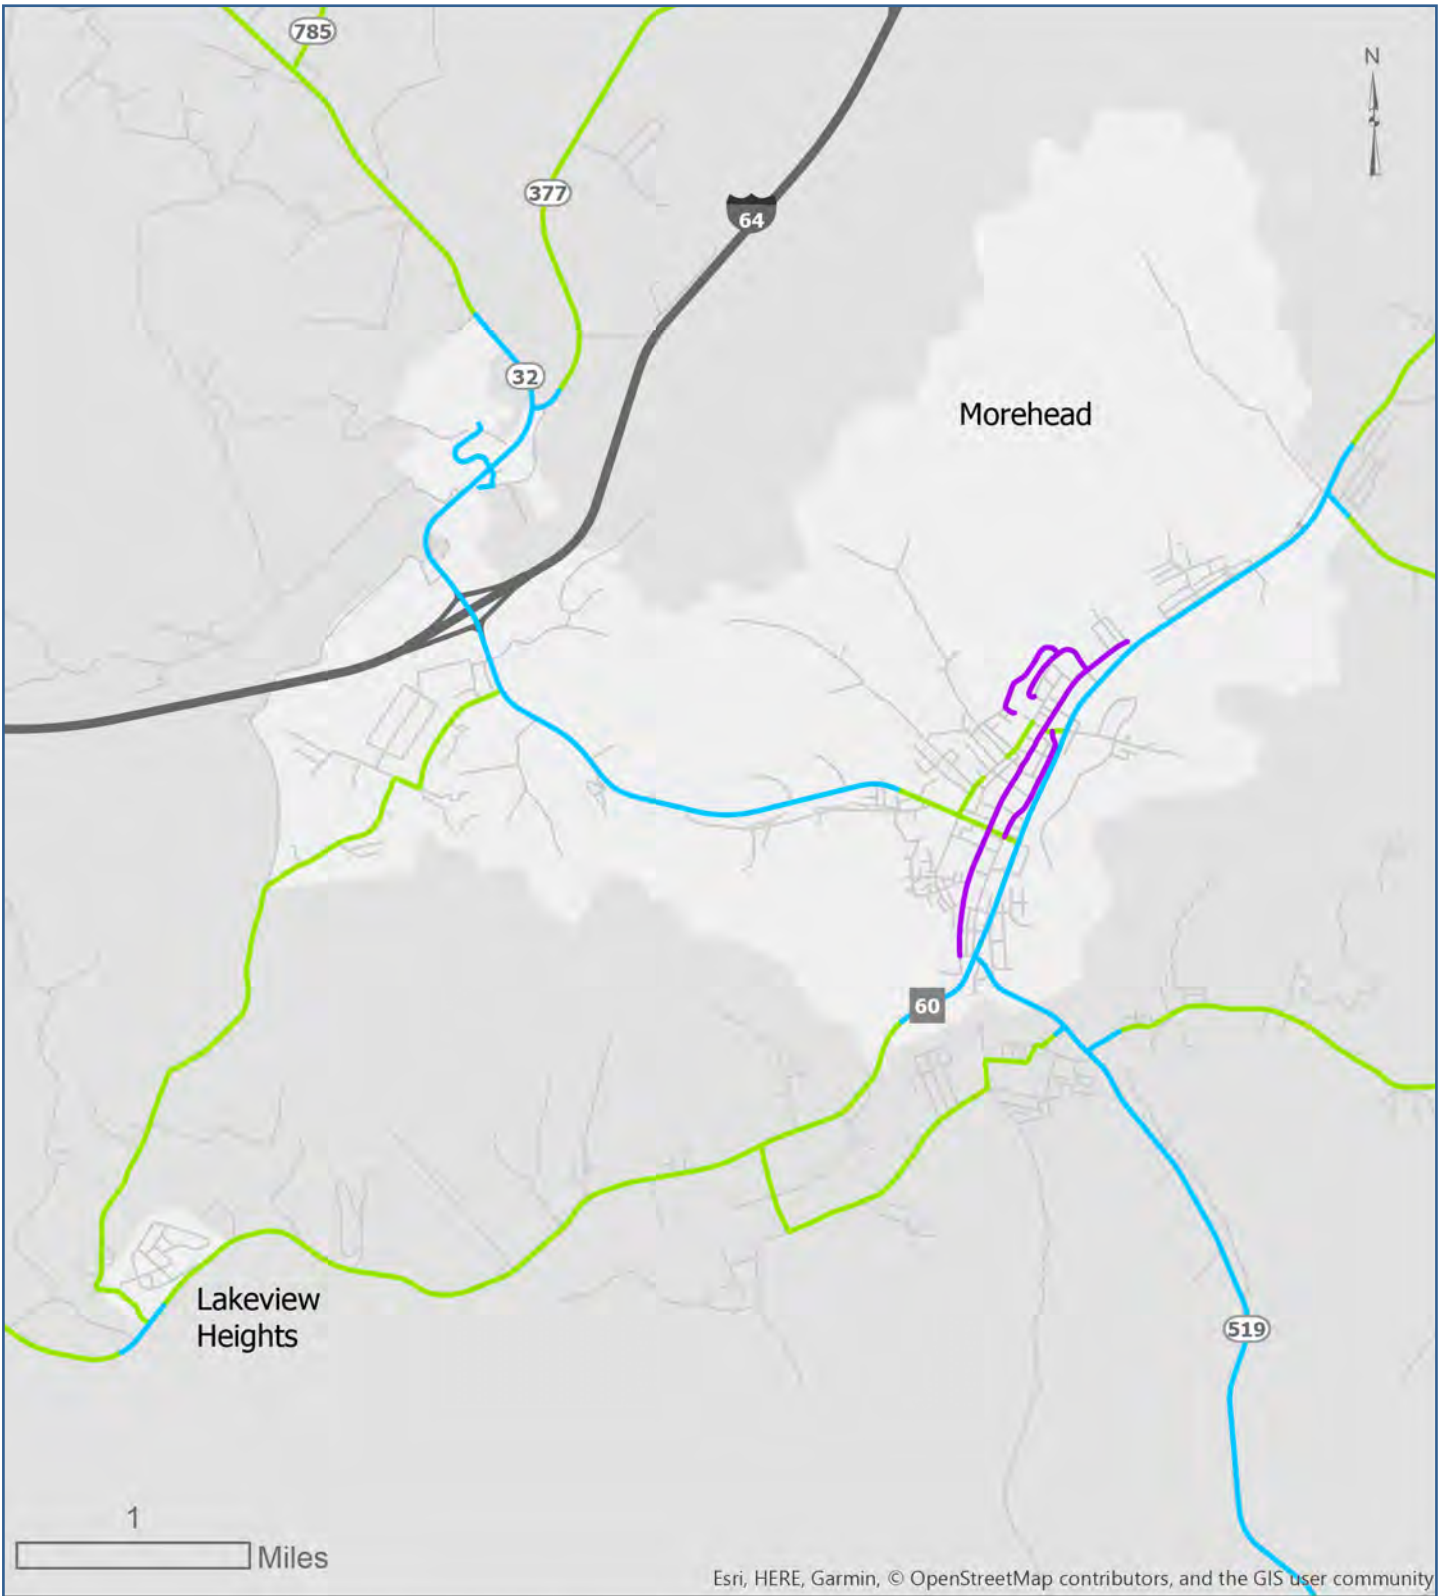 785
N
377
64
32
Morehead
60
Lakeview
Heights
519
1
Miles
Esri, HERE, Garmin, © OpenStreetMap contributors, and the GIS user community